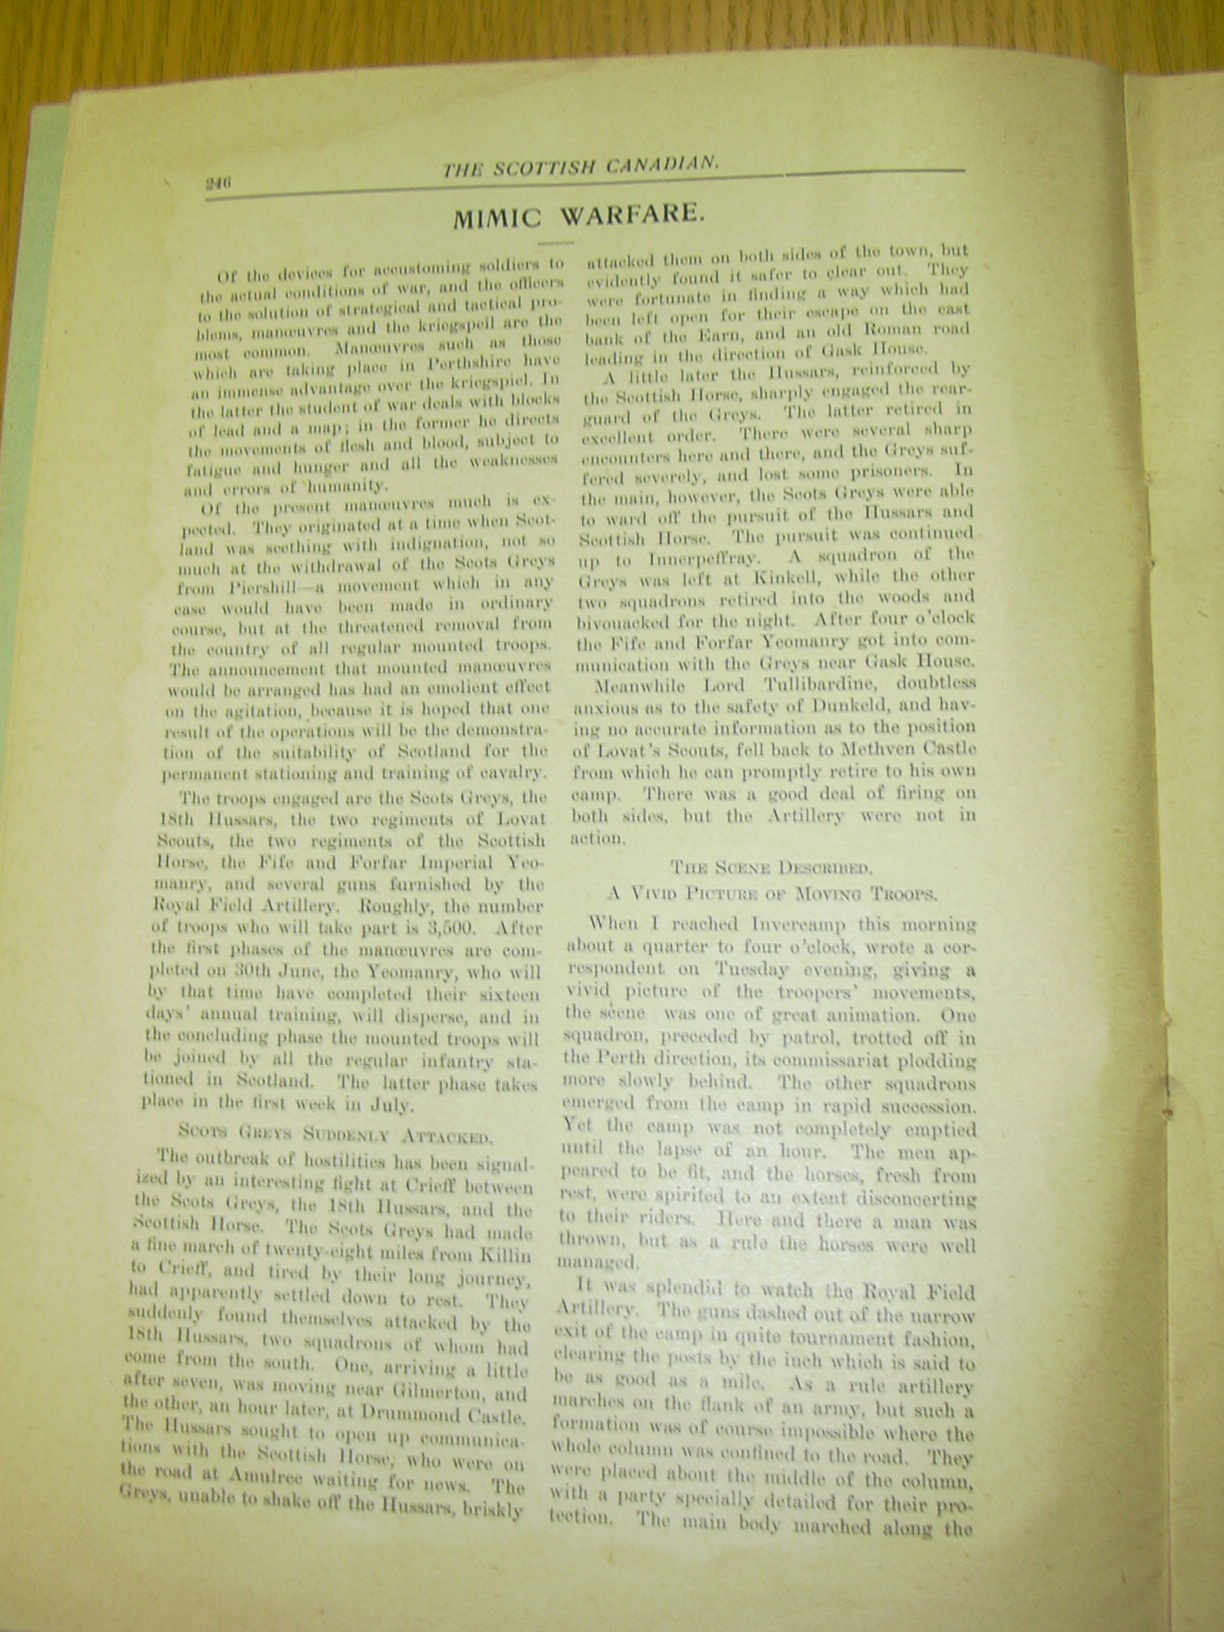 246
THE SCOTTISH CANADIAN.
MIMIC WARFARE.
Of the devices for accustoming soldiers to
the actual conditions of war, and the officers
to the solution of strategical and tactical pro-
blems, manœuvres and the kriegspeil are the
most common. Manœuvres such as those
which are taking place in Perthshire have
an immense advantage over the kriegspiel. In
the latter the student of war deals with blocks
of lead and a map; in the former he directs
the movements of flesh and blood, subject to
fatigue and hunger and all the weaknesses
and errors of humanity.
Of the present manœuvres much is ex-
pected. They originated at a time when Scot-
land was seething with indignation, not so
much at the withdrawal of the Scots Greys
from Piershill—a movement which in any
case would have been made in ordinary
course, but at the threatened removal from
the country of all regular mounted troops.
The announcement that mounted manœuvres
would be arranged has had an emolient effect
on the agitation, because it is hoped that one
result of the operations will be the demonstra-
tion of the suitability of Scotland for the
permanent stationing and training of cavalry.
The troops engaged are the Scots Greys, the
18th Hussars, the two regiments of Lovat
Scouts, the two regiments of the Scottish
Horse, the Fife and Forfar Imperial Yeo-
manry, and several guns furnished by the
Royal Field Artillery. Roughly, the number
of troops who will take part is 3,500. After
the first phases of the manœuvres are com-
pleted on 30th June, the Yeomanry, who will
by that time have completed their sixteen
days' annual training, will disperse, and in
the concluding phase the mounted troops will
be joined by all the regular infantry sta-
tioned in Scotland. The latter phase takes
place in the first week in July.
SCOTS GREYS SUDDENLY ATTACKED.
The outbreak of hostilities has been signal-
ized by an interesting fight at Crieff between
the Scots Greys, the 18th Hussars, and the
Scottish Horse. The Scots Greys had made
a fine march of twenty-eight miles from Killin
to Crieff, and tired by their long journey,
had apparently settled down to rest. They
suddenly found themselves attacked by the
18th Hussars, two squadrons of whom had
come from the south. One, arriving a little
after seven, was moving near Gilmerton, and
the other, an hour later, at Drummond Castle.
The Hussars sought to open up communica-
tions with the Scottish Horse, who were on
the road at Amulree waiting for news. The
Greys, unable to shake off the Hussars, briskly
attacked them on both sides of the town, but
evidently found it safer to clear out. They
were fortunate in finding a way which had
been left open for their escape on the east
bank of the Earn, and an old Roman road
leading in the direction of Gask House.
A little later the Hussars, reinforced by
the Scottish Horse, sharply engaged the rear-
guard of the Greys. The latter retired in
excellent order. There were several sharp
encounters here and there, and the Greys suf-
fered severely, and lost some prisoners. In
the main, however, the Scots Greys were able
to ward off the pursuit of the Hussars and
Scottish Horse. The pursuit was continued
up to Innerpeffray. A squadron of the
Greys was left at Kinkell, while the other
two squadrons retired into the woods and
bivouacked for the night. After four o'clock
the Fife and Forfar Yeomanry got into com-
munication with the Greys near Gask House.
Meanwhile Lord Tullibardine, doubtless
anxious as to the safety of Dunkeld, and hav-
ing no accurate information as to the position
of Lovat's Scouts, fell back to Methven Castle
from which he can promptly retire to his own
camp. There was a good deal of firing on
both sides, but the Artillery were not in
action.
THE SCENE DESCRIBED.
A VIVID PICTURE OF MOVING TROOPS.
When I reached Invercamp this morning
about a quarter to four o'clock, wrote a cor-
respondent on Tuesday evening, giving a
vivid picture of the troopers' movements,
the scene was one of great animation. One
squadron, preceded by patrol, trotted off in
the Perth direction, its commissariat plodding
more slowly behind. The other squadrons
emerged from the camp in rapid succession.
Yet the camp was not completely emptied
until the lapse of an hour. The men ap-
peared to be fit, and the horses, fresh from
rest, were spirited to an extent disconcerting
to their riders. Here and there a man was
thrown, but as a rule the horses were well
managed.
It was splendid to watch the Royal Field
Artillery. The guns dashed out of the narrow
exit of the camp in quite tournament fashion,
clearing the posts by the inch which is said to
be as good as a mile. As a rule artillery
marches on the flank of an army, but such a
formation was of course impossible where the
whole column was confined to the road. They
were placed about the middle of the column,
with a party specially detailed for their pro-
tection. The main body marched along the